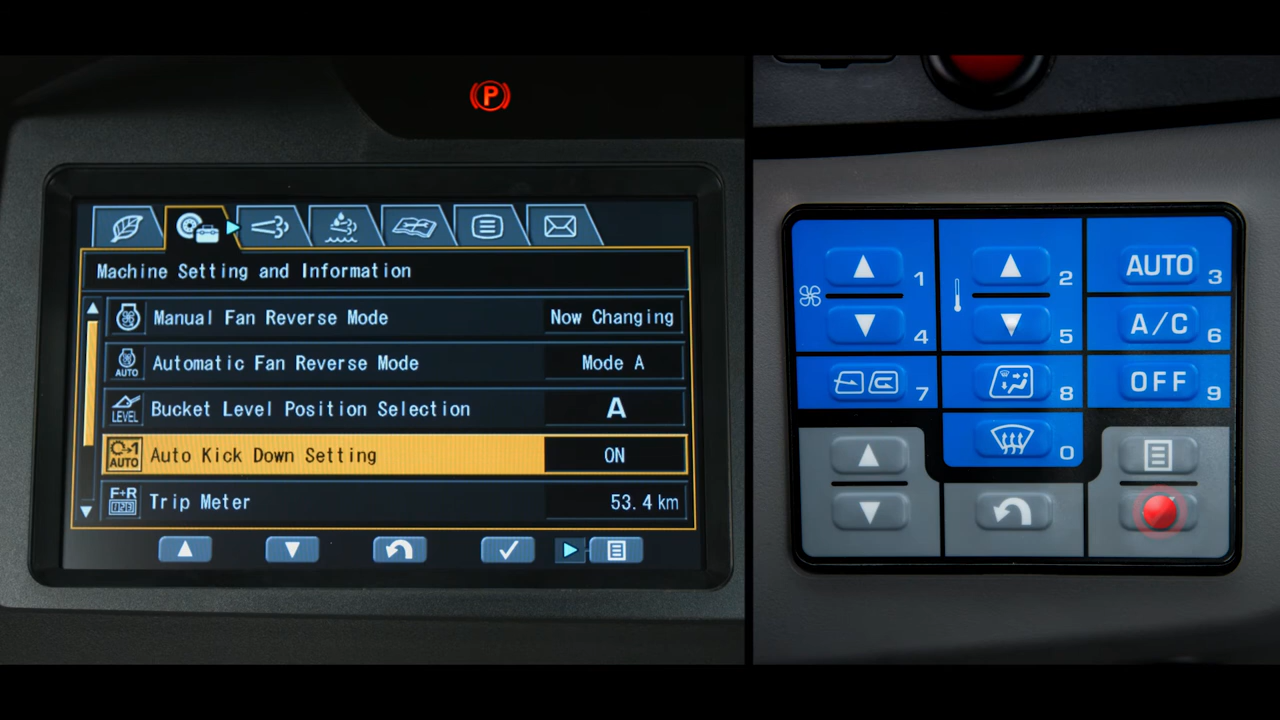 P
Machine Setting and Information
Manual Fan Reverse Mode Now Changing
AUTO Automatic Fan Reverse Mode Mode A
LEVEL Bucket Level Position Selection A
1 AUTO Auto Kick Down Setting ON
F+R Trip Meter 53.4 km
1 2 AUTO 3
4 5 A/C 6
7 8 OFF 9
0